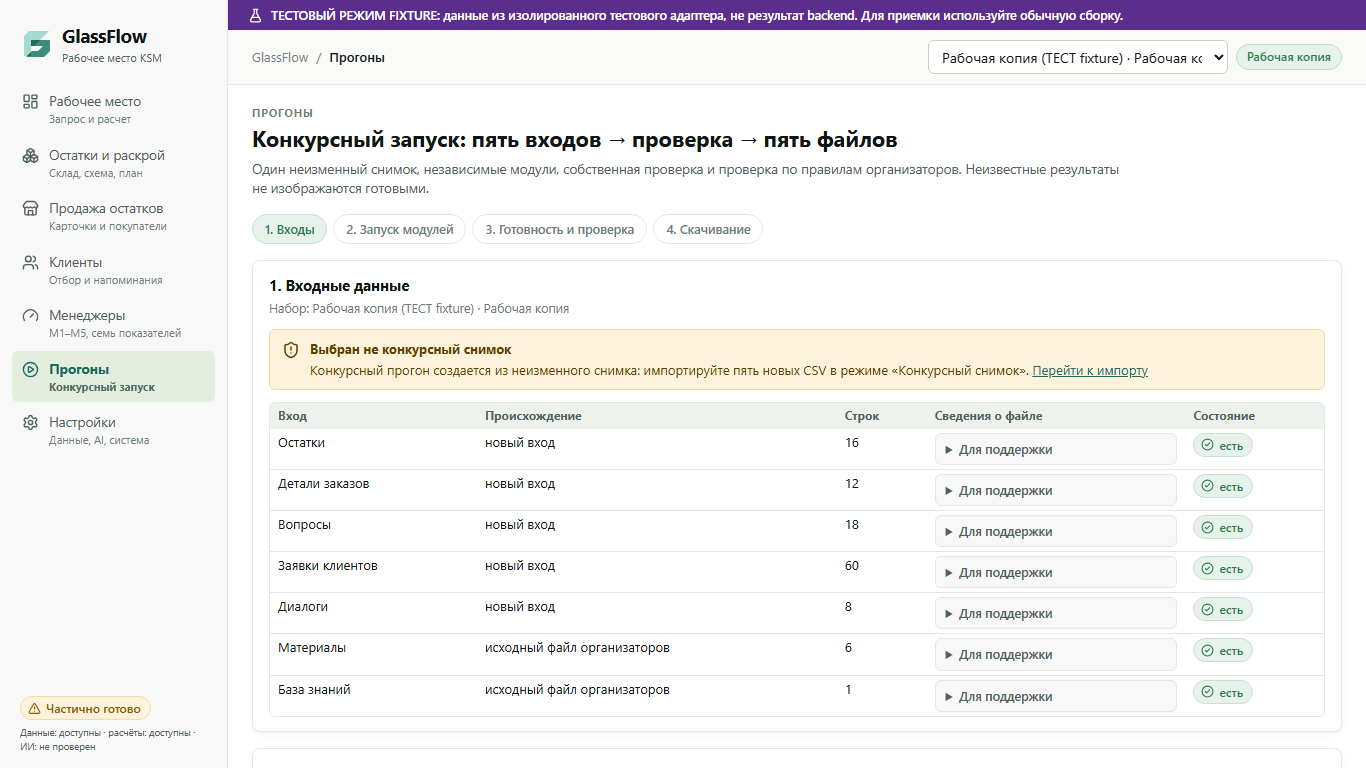 ТЕСТОВЫЙ РЕЖИМ FIXTURE: данные из изолированного тестового адаптера, не результат backend. Для приемки используйте обычную сборку.
GlassFlow
Рабочее место KSM
Рабочее место
Запрос и расчет
Остатки и раскрой
Склад, схема, план
Продажа остатков
Карточки и покупатели
Клиенты
Отбор и напоминания
Менеджеры
М1–М5, семь показателей
Прогоны
Конкурсный запуск
Настройки
Данные, AI, система
Частично готово
Данные: доступны · расчёты: доступны ·
ИИ: не проверен
GlassFlow / Прогоны
Рабочая копия (ТЕСТ fixture) · Рабочая кс
Рабочая копия
ПРОГОНЫ
Конкурсный запуск: пять входов → проверка → пять файлов
Один неизменный снимок, независимые модули, собственная проверка и проверка по правилам организаторов. Неизвестные результаты
не изображаются готовыми.
1. Входы 2. Запуск модулей 3. Готовность и проверка 4. Скачивание
1. Входные данные
Набор: Рабочая копия (ТЕСТ fixture) · Рабочая копия
Выбран не конкурсный снимок
Конкурсный прогон создается из неизменного снимка: импортируйте пять новых CSV в режиме «Конкурсный снимок». Перейти к импорту
Вход Происхождение Строк Сведения о файле Состояние
Остатки новый вход 16 Для поддержки есть
Детали заказов новый вход 12 Для поддержки есть
Вопросы новый вход 18 Для поддержки есть
Заявки клиентов новый вход 60 Для поддержки есть
Диалоги новый вход 8 Для поддержки есть
Материалы исходный файл организаторов 6 Для поддержки есть
База знаний исходный файл организаторов 1 Для поддержки есть